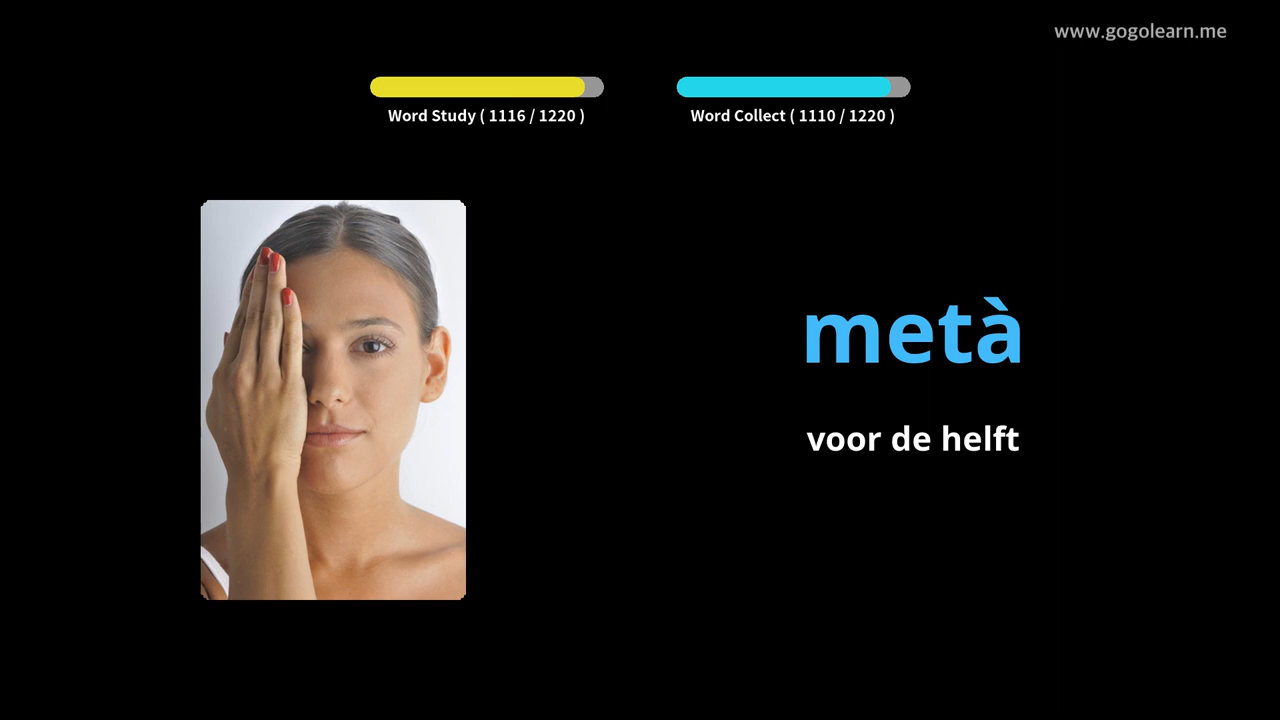 www.gogolearn.me
Word Study ( 1116 / 1220 )
Word Collect ( 1110 / 1220 )
metà
voor de helft